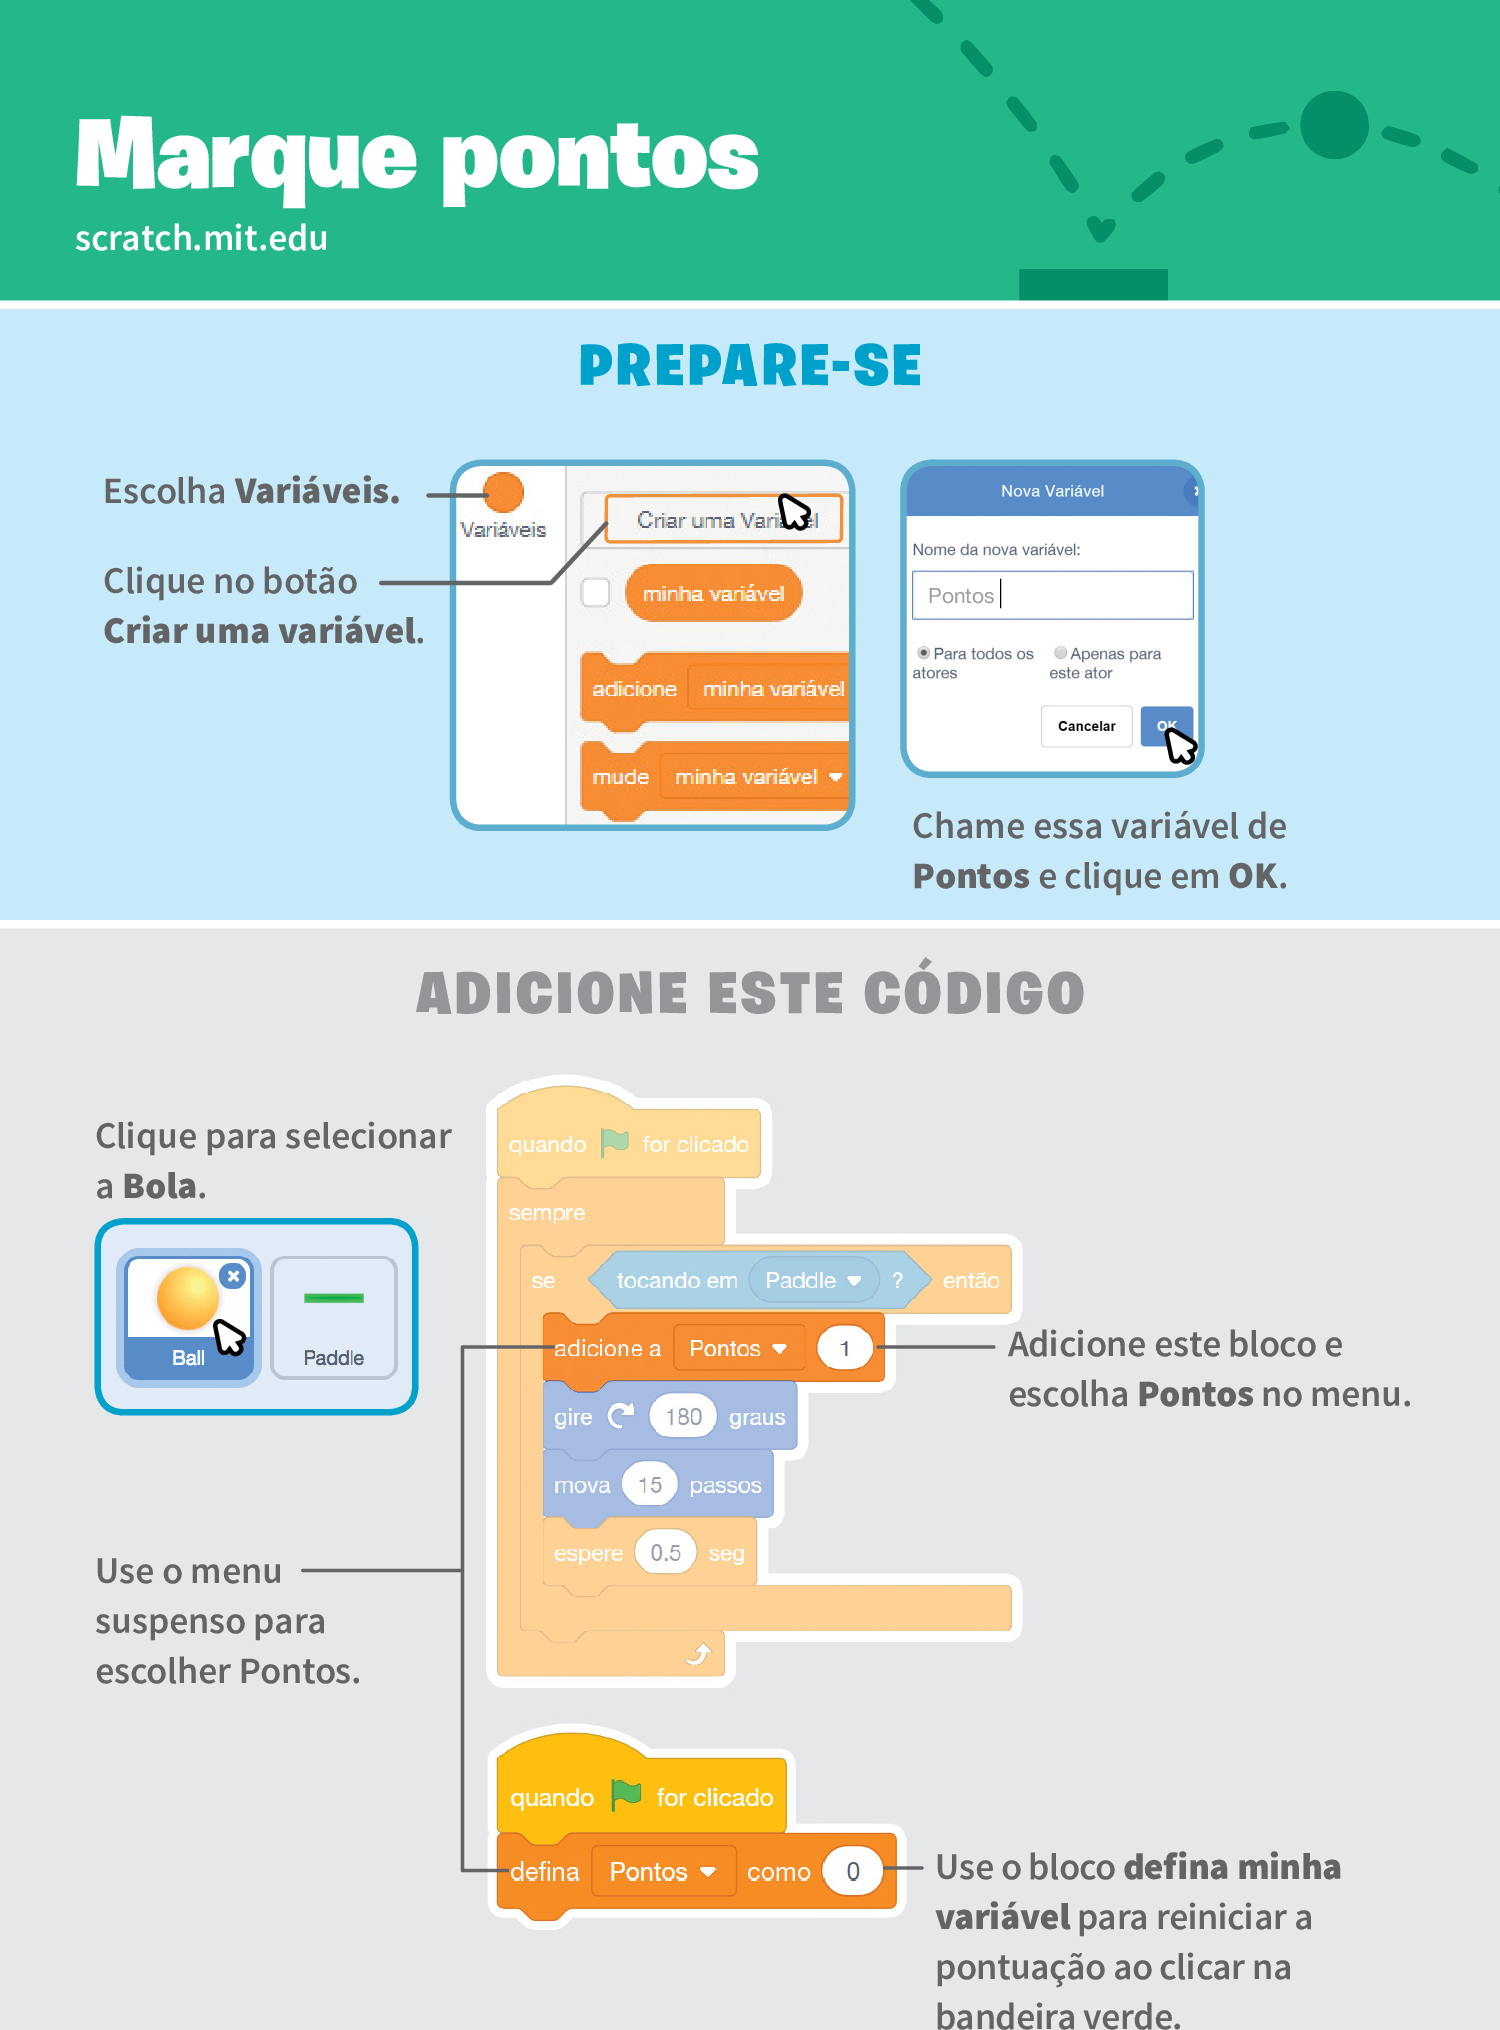 Marque pontos
scratch.mit.edu
PREPARE-SE
Escolha Variáveis.
Clique no botão
Criar uma variável.
Variáveis
Criar uma
minha variável
adicione minha variável
mude minha variável
Nova Variável
Nome da nova variável:
Pontos
Para todos os atores
Apenas para este ator
Cancelar
OK
Chame essa variável de
Pontos e clique em OK.
ADICIONE ESTE CÓDIGO
Clique para selecionar
a Bola.
Ball
Paddle
quando for clicado
sempre
se tocando em Paddle ? então
adicione a Pontos 1
gire 180 graus
mova 15 passos
espere 0.5 seg
Adicione este bloco e
escolha Pontos no menu.
Use o menu
suspenso para
escolher Pontos.
quando for clicado
defina Pontos como 0
Use o bloco defina minha
variável para reiniciar a
pontuação ao clicar na
bandeira verde.